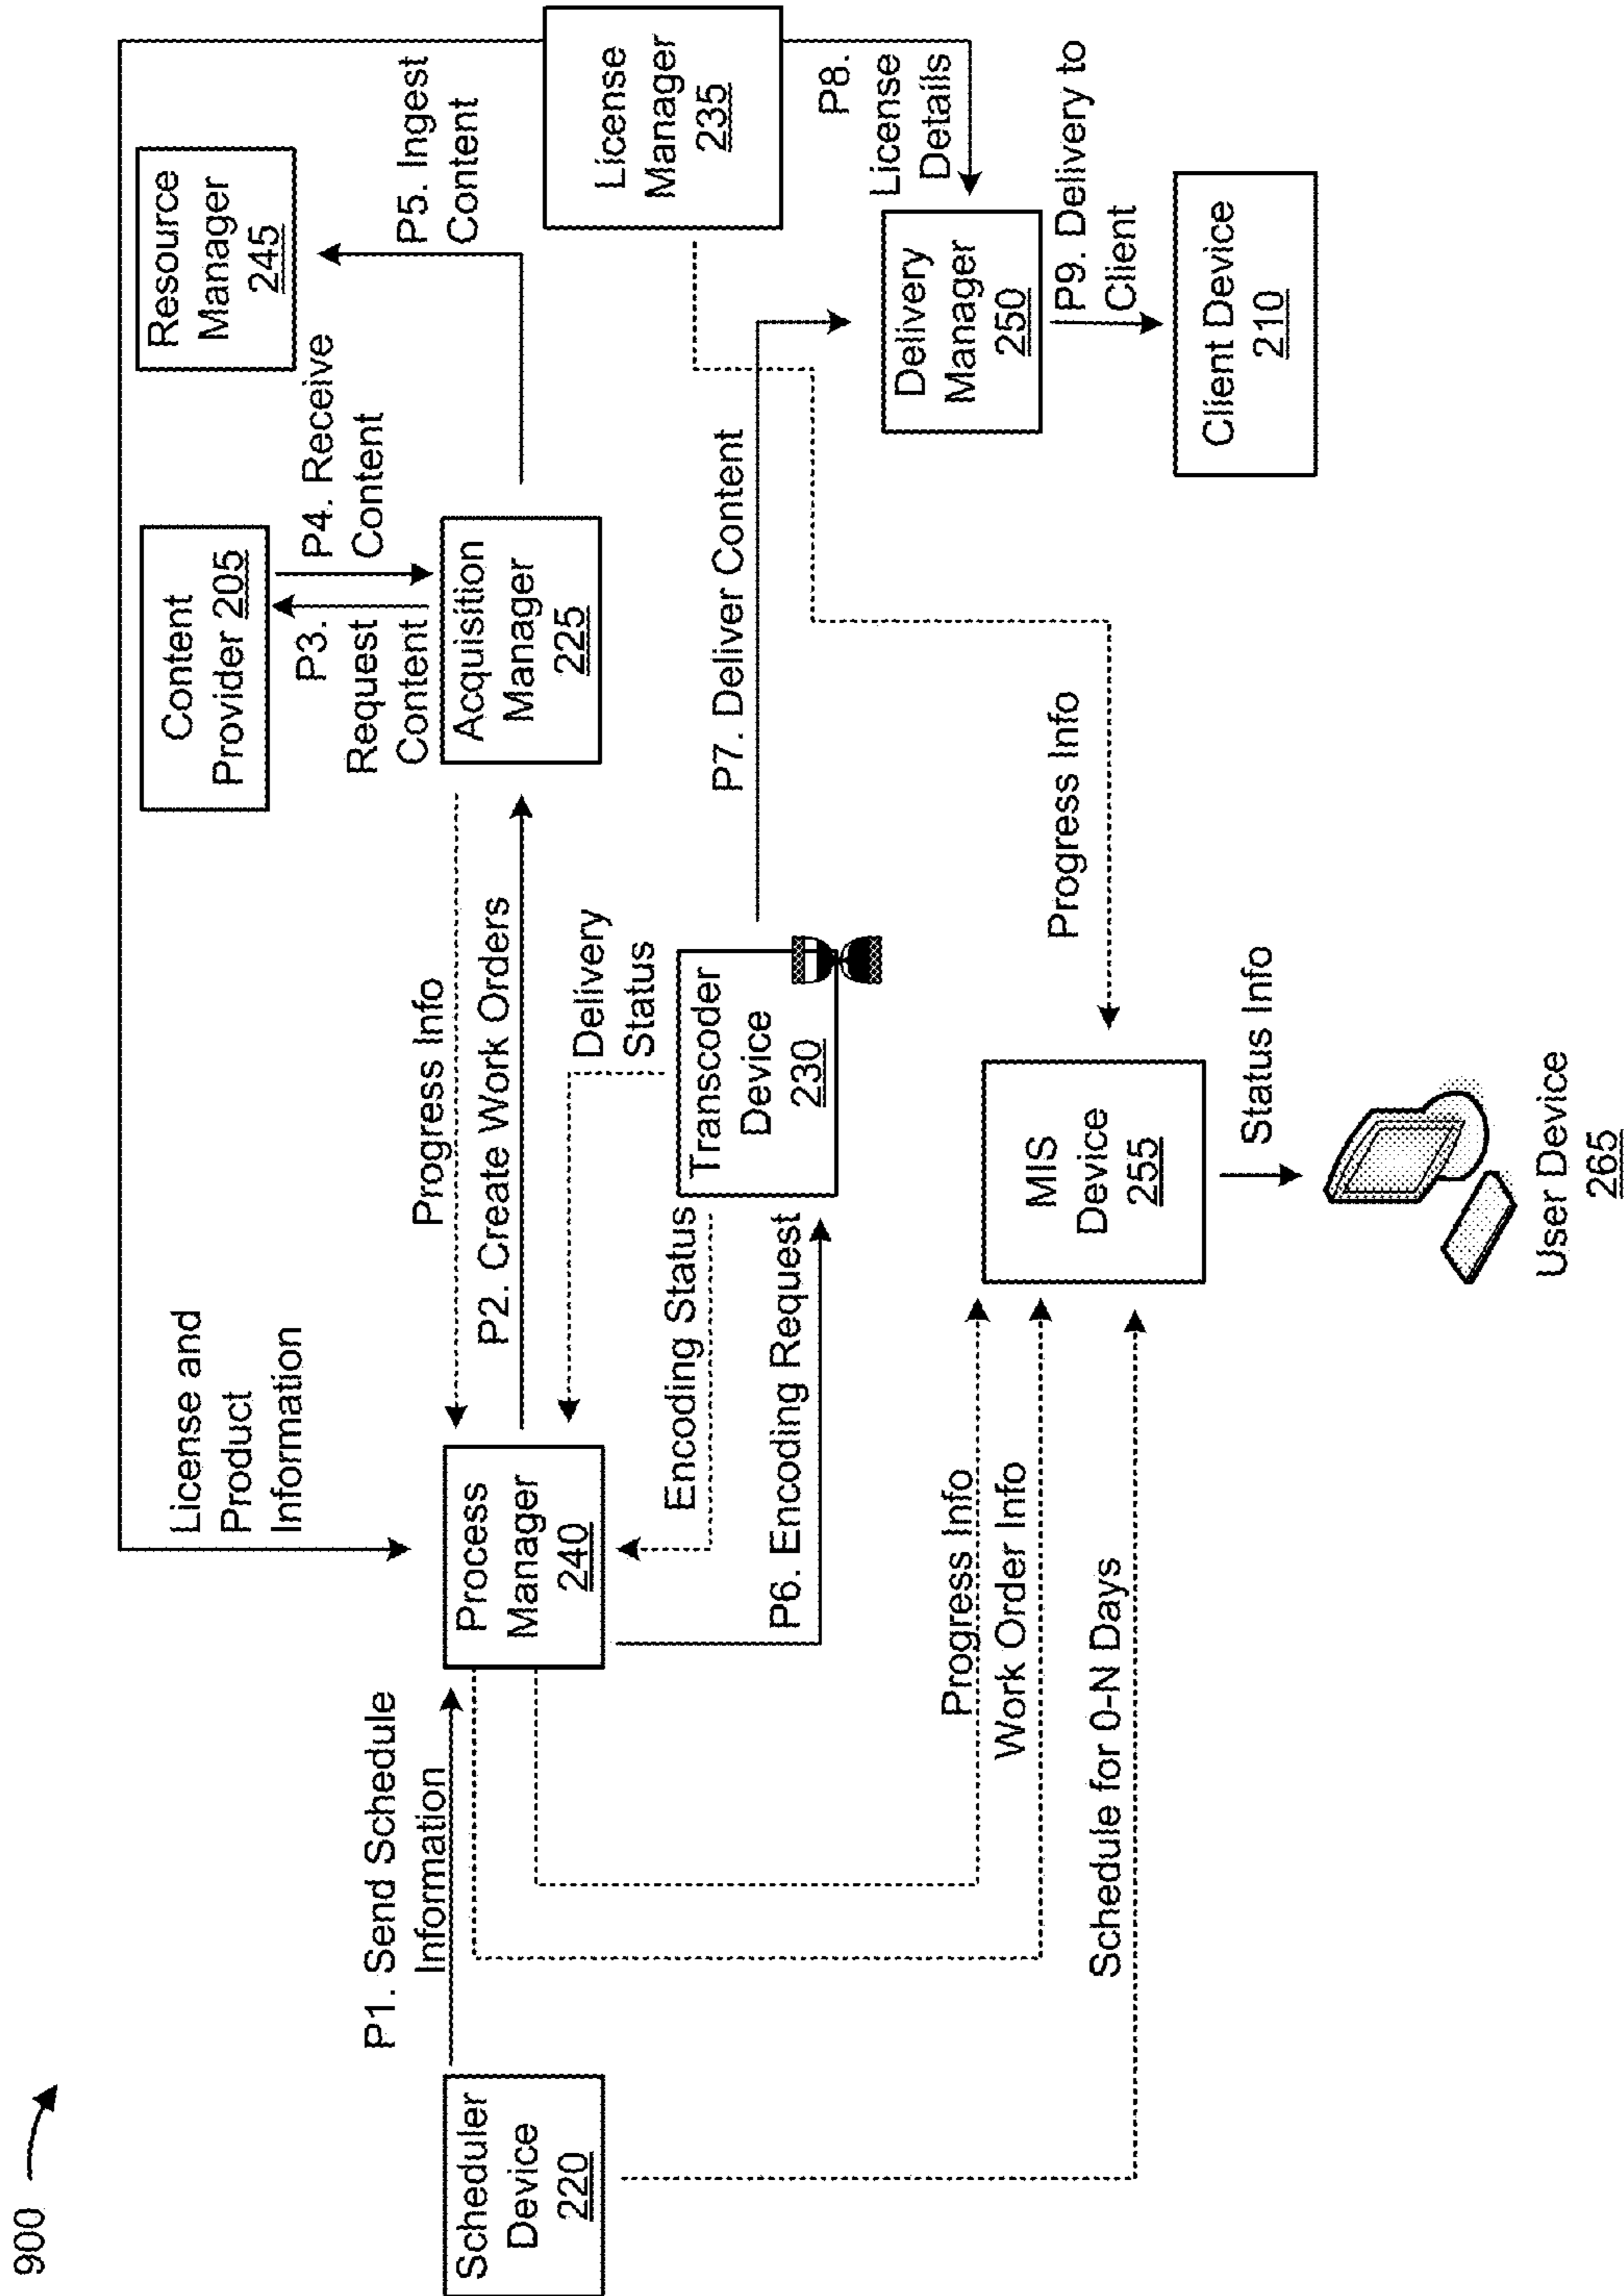 900
License and
Product
Information
Content
Provider 205
Resource
Manager
245
P3.
Request
Content
P4. Receive
Content
P5. Ingest
Content
P1. Send Schedule
Information
Scheduler
Device
220
Process
Manager
240
Progress Info
P2. Create Work Orders
Acquisition
Manager
225
License
Manager
235
Encoding Status
Delivery
Status
P6. Encoding Request
Transcoder
Device
230
P7. Deliver Content
P8.
License
Details
Delivery
Manager
250
P9. Delivery to
Client
Client Device
210
Progress Info
Work Order Info
Schedule for 0-N Days
MIS
Device
255
Progress Info
Status Info
User Device
265